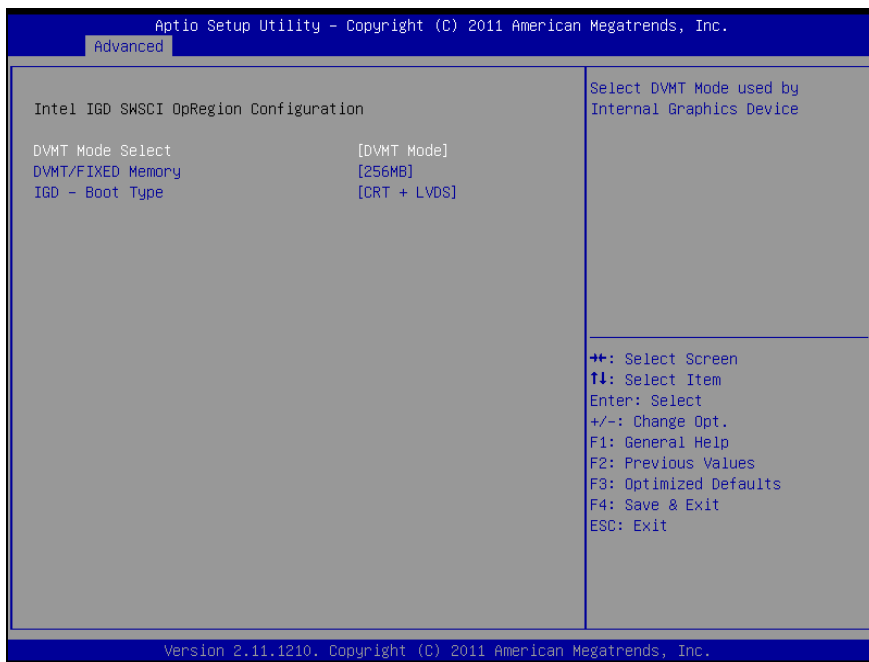 Aptio Setup Utility – Copyright (C) 2011 American Megatrends, Inc.
Advanced
Intel IGD SWSCI OpRegion Configuration
DVMT Mode Select [DVMT Mode]
DVMT/FIXED Memory [256MB]
IGD – Boot Type [CRT + LVDS]
Select DVMT Mode used by
Internal Graphics Device
→←: Select Screen
↑↓: Select Item
Enter: Select
+/-: Change Opt.
F1: General Help
F2: Previous Values
F3: Optimized Defaults
F4: Save & Exit
ESC: Exit
Version 2.11.1210. Copyright (C) 2011 American Megatrends, Inc.